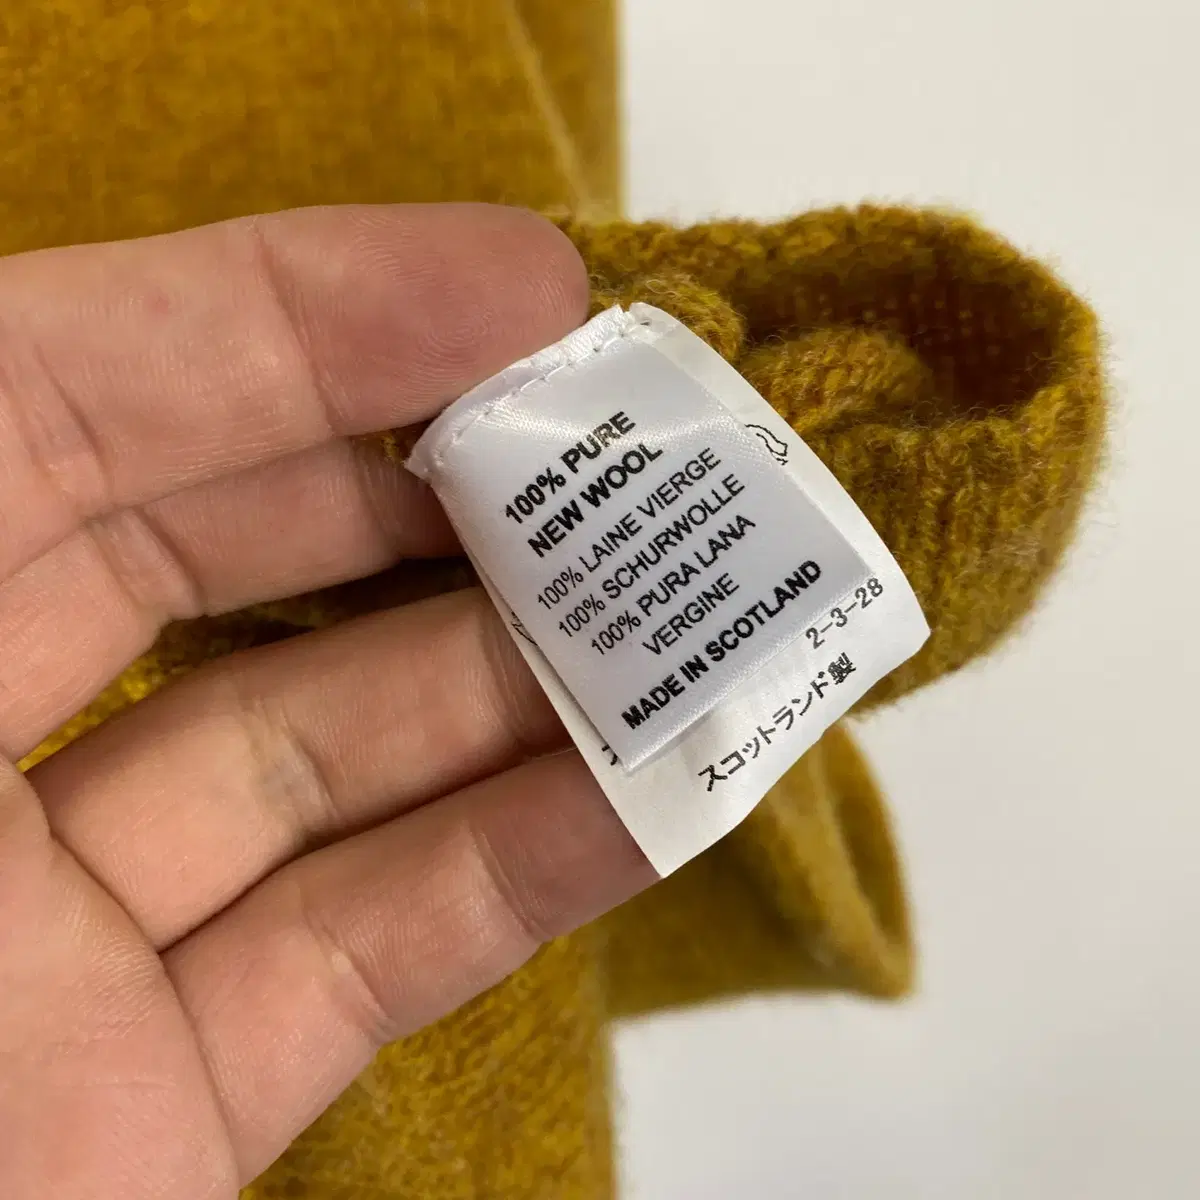 100% PURE
NEW WOOL
100% LAINE VIERGE
100% SCHURWOLLE
100% PURA LANA
VERGINE
MADE IN SCOTLAND
2-3-28
スコットランド製